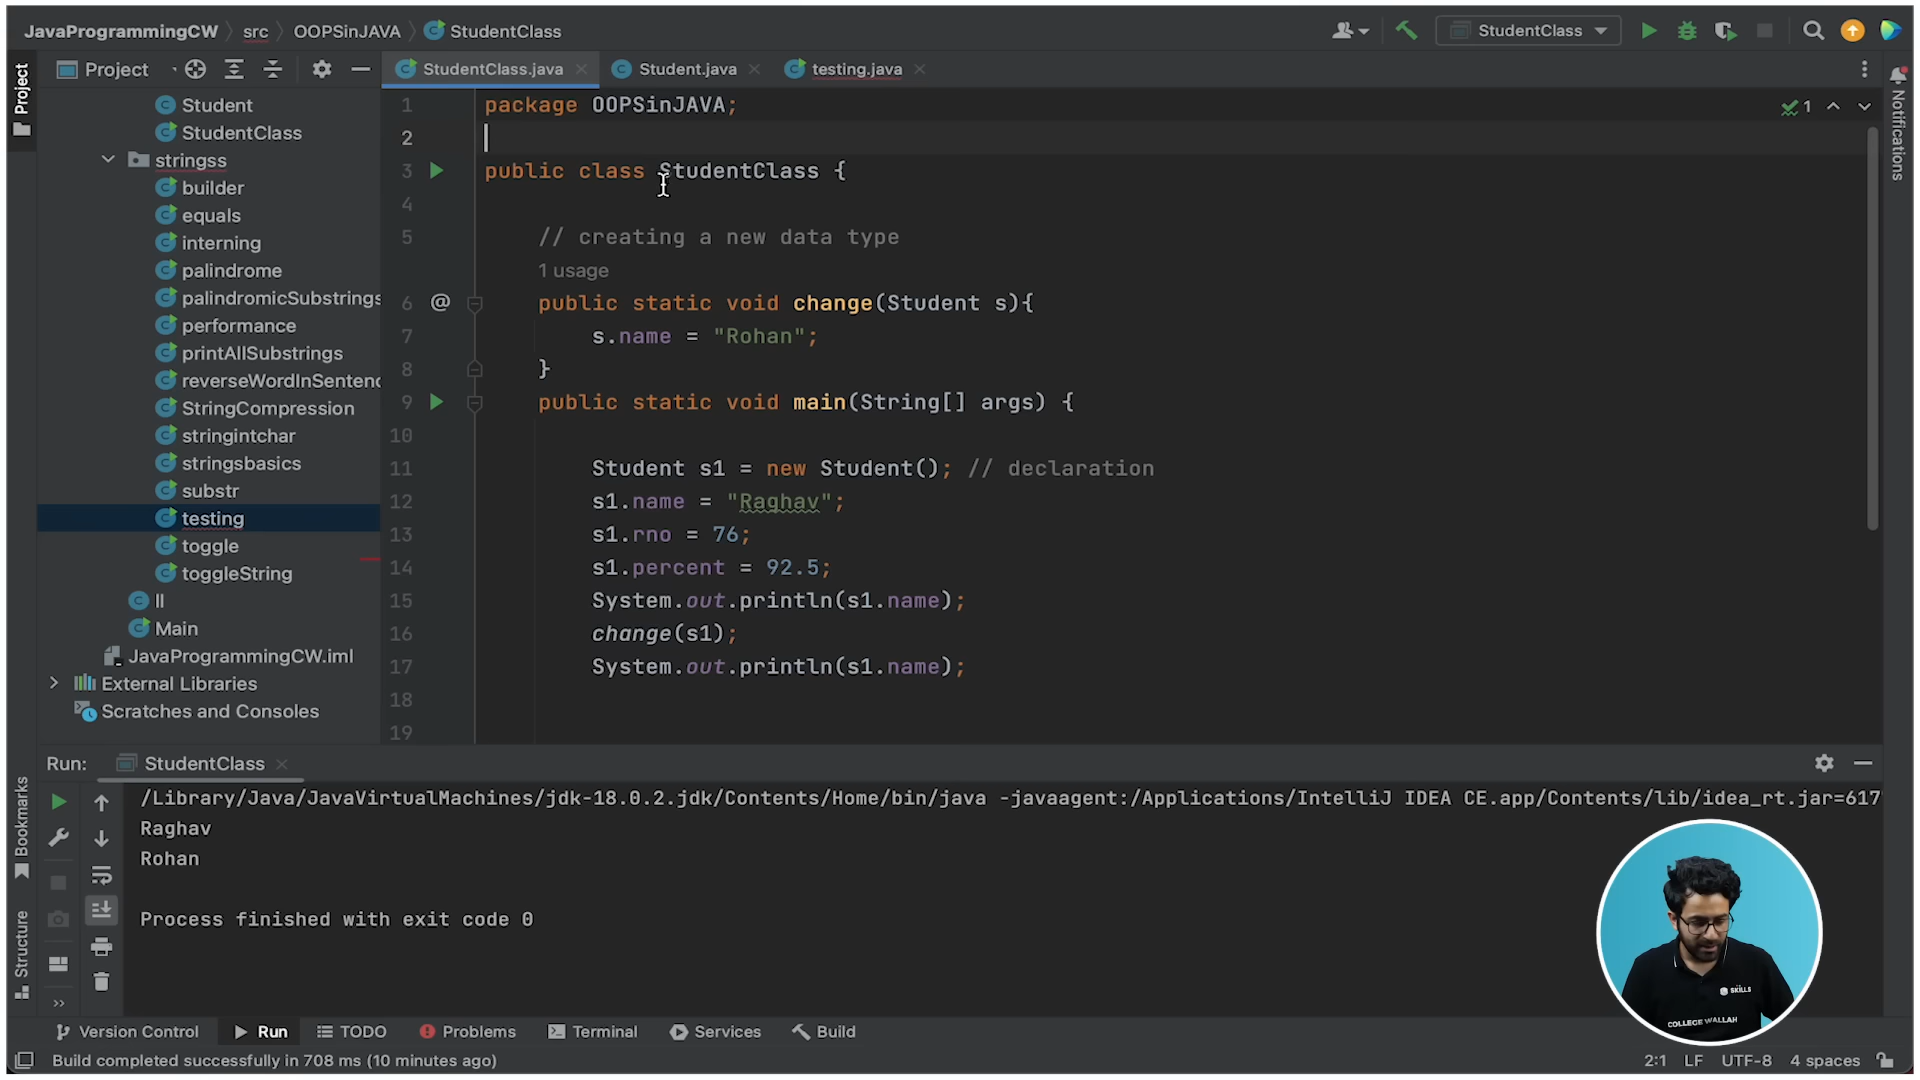 JavaProgrammingCW
src
OOPSinJAVA
StudentClass
StudentClass
Project
Project
StudentClass.java
Student.java
testing.java
Notifications
Student
StudentClass
stringss
builder
equals
interning
palindrome
palindromicSubstrings
performance
printAllSubstrings
reverseWordInSentenc
StringCompression
stringintchar
stringsbasics
substr
testing
toggle
toggleString
ll
Main
JavaProgrammingCW.iml
External Libraries
Scratches and Consoles
1 package OOPSinJAVA;
1
2
3 public class StudentClass {
4
5 // creating a new data type
1 usage
6 @ public static void change(Student s){
7 s.name = "Rohan";
8 }
9 public static void main(String[] args) {
10
11 Student s1 = new Student(); // declaration
12 s1.name = "Raghav";
13 s1.rno = 76;
14 s1.percent = 92.5;
15 System.out.println(s1.name);
16 change(s1);
17 System.out.println(s1.name);
18
19
Run: StudentClass
/Library/Java/JavaVirtualMachines/jdk-18.0.2.jdk/Contents/Home/bin/java -javaagent:/Applications/IntelliJ IDEA CE.app/Contents/lib/idea_rt.jar=617
Raghav
Rohan
Process finished with exit code 0
Bookmarks
Structure
SKILLS
COLLEGE WALLAH
Version Control
Run
TODO
Problems
Terminal
Services
Build
Build completed successfully in 708 ms (10 minutes ago)
2:1 LF UTF-8 4 spaces